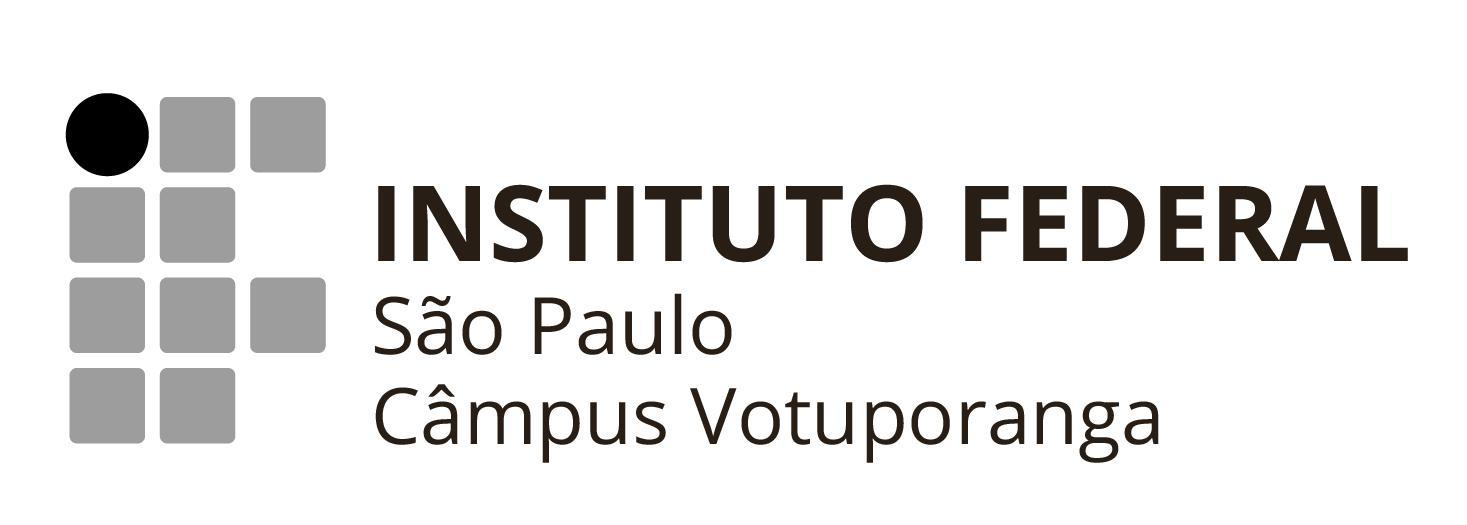 INSTITUTO FEDERAL
São Paulo
Câmpus Votuporanga